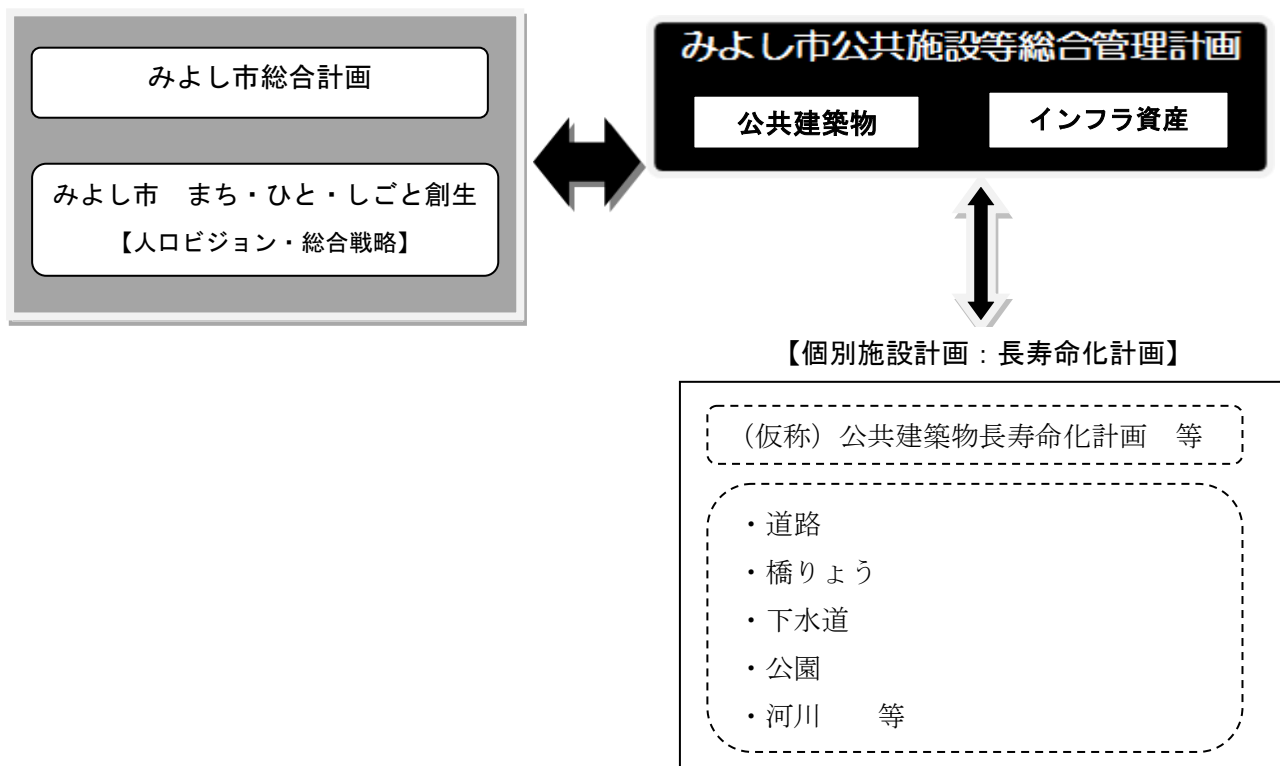 みよし市総合計画
みよし市　まち・ひと・しごと創生
【人口ビジョン・総合戦略】
みよし市公共施設等総合管理計画
公共建築物
インフラ資産
【個別施設計画：長寿命化計画】
（仮称）公共建築物長寿命化計画　等
・道路
・橋りょう
・下水道
・公園
・河川　　等